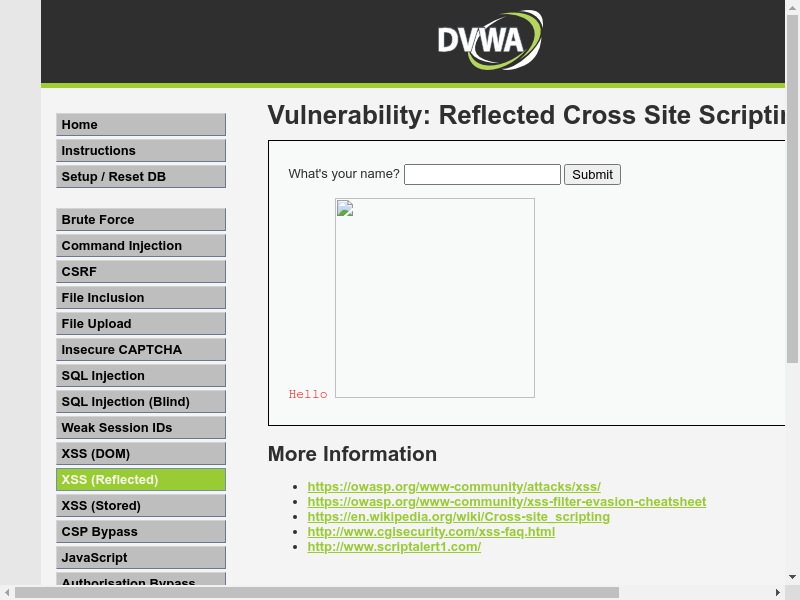 DVWA
Home
Instructions
Setup / Reset DB
Brute Force
Command Injection
CSRF
File Inclusion
File Upload
Insecure CAPTCHA
SQL Injection
SQL Injection (Blind)
Weak Session IDs
XSS (DOM)
XSS (Reflected)
XSS (Stored)
CSP Bypass
JavaScript
Authorisation Bypass
Vulnerability: Reflected Cross Site Scriptin
What's your name? Submit
Hello
More Information
https://owasp.org/www-community/attacks/xss/
https://owasp.org/www-community/xss-filter-evasion-cheatsheet
https://en.wikipedia.org/wiki/Cross-site_scripting
http://www.cgisecurity.com/xss-faq.html
http://www.scriptalert1.com/